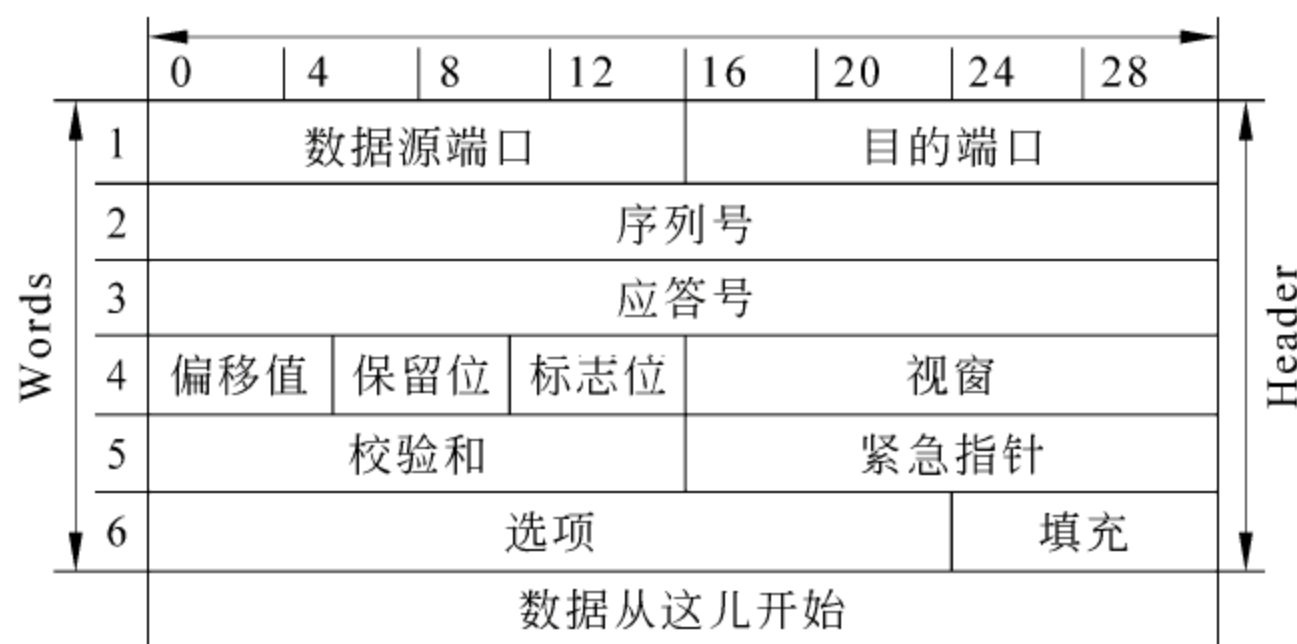 0 4 8 12 16 20 24 28
1 数据源端口 目的端口
2 序列号
3 应答号
4 偏移值 保留位 标志位 视窗
5 校验和 紧急指针
6 选项 填充
数据从这儿开始
Words
Header